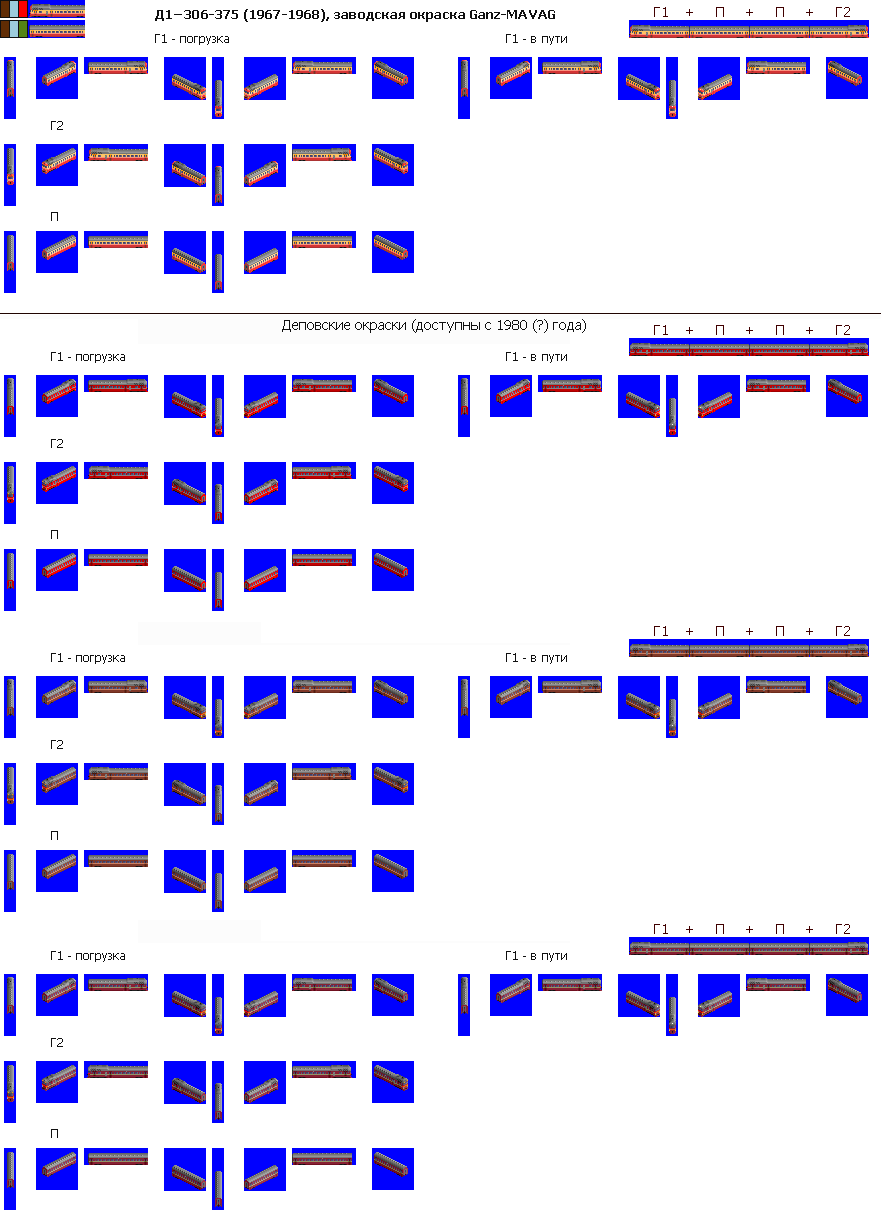 Д1-306-375 (1967-1968), заводская окраска Ganz-MAVAG
Г1 + П + П + Г2
Г1 - погрузка
Г1 - в пути
Г2
П
Деповские окраски (доступны с 1980 (?) года)
Г1 + П + П + Г2
Г1 - погрузка
Г1 - в пути
Г2
П
Г1 + П + П + Г2
Г1 - погрузка
Г1 - в пути
Г2
П
Г1 + П + П + Г2
Г1 - погрузка
Г1 - в пути
Г2
П